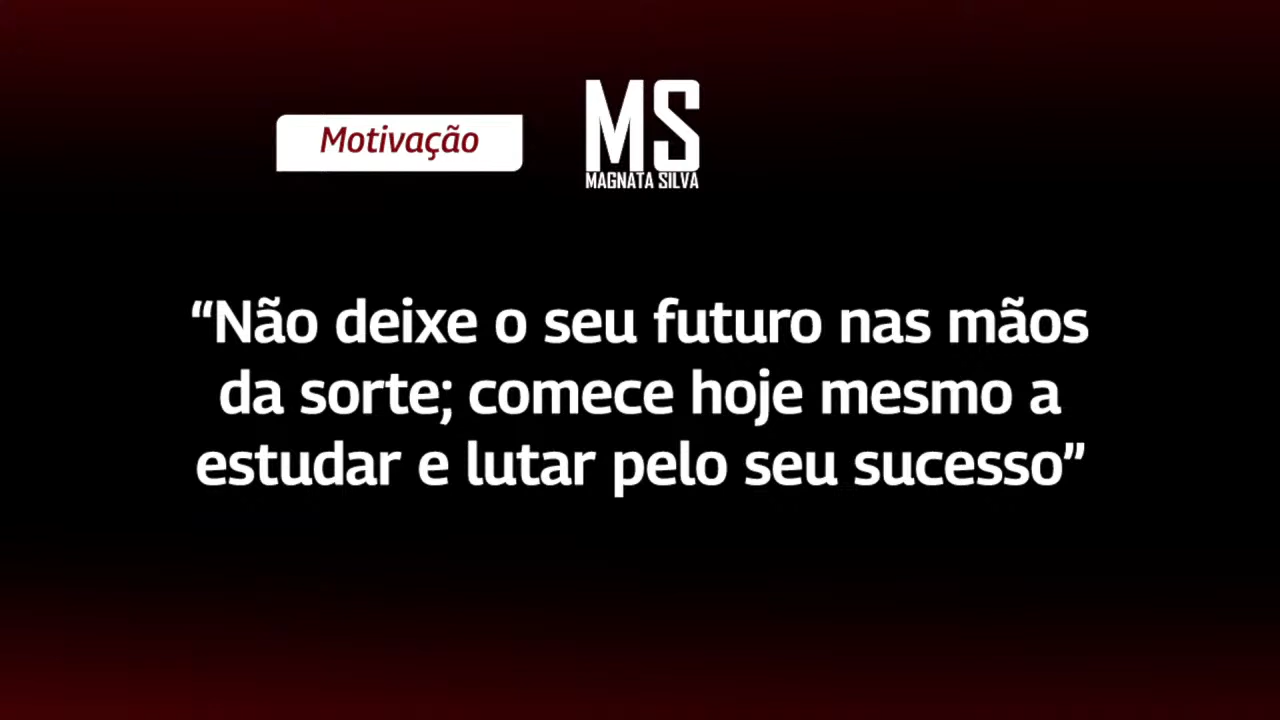 Motivação
MS
MAGNATA SILVA
“Não deixe o seu futuro nas mãos
da sorte; comece hoje mesmo a
estudar e lutar pelo seu sucesso”